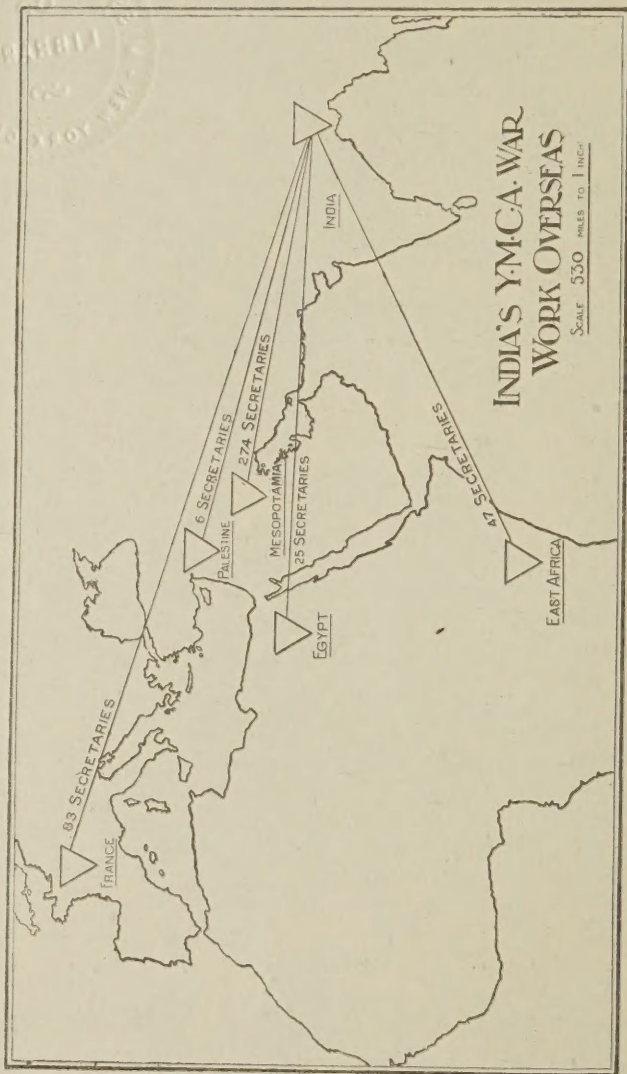 INDIA'S Y·M·C·A· WAR
WORK OVERSEAS
SCALE 530 MILES TO 1 INCH
83 SECRETARIES
FRANCE
6 SECRETARIES
PALESTINE
274 SECRETARIES
MESOPOTAMIA
25 SECRETARIES
EGYPT
47 SECRETARIES
EAST AFRICA
INDIA